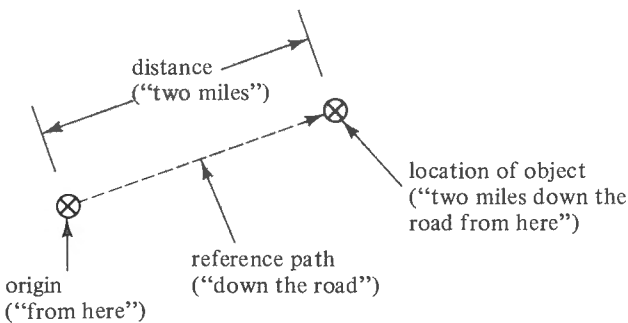 distance
(“two miles”)
location of object
(“two miles down the
road from here”)
reference path
(“down the road”)
origin
(“from here”)